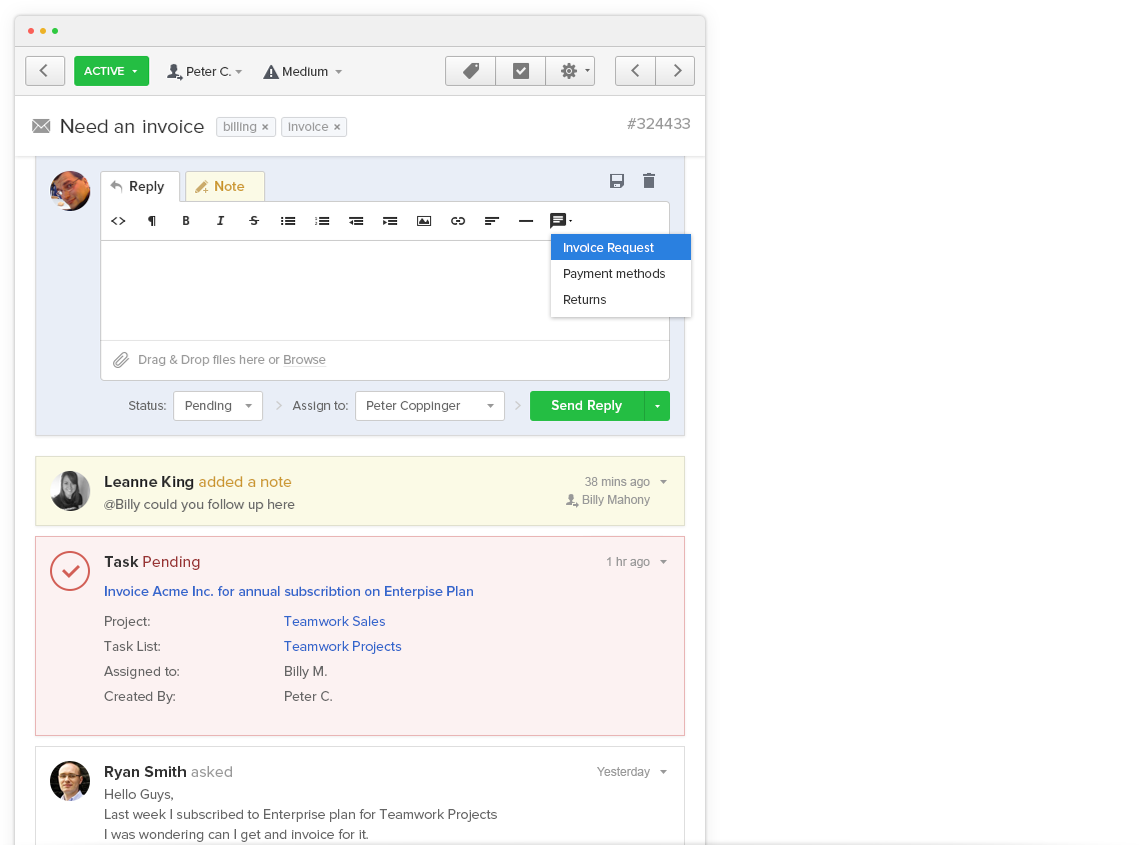 ACTIVE
Peter C.
Medium
Need an invoice
billing ×
invoice ×
#324433
Reply
Note
<> ¶ B I S
Invoice Request
Payment methods
Returns
Drag & Drop files here or Browse
Status: Pending
Assign to: Peter Coppinger
Send Reply
Leanne King added a note
38 mins ago
@Billy could you follow up here
Billy Mahony
Task Pending
1 hr ago
Invoice Acme Inc. for annual subscribtion on Enterpise Plan
Project: Teamwork Sales
Task List: Teamwork Projects
Assigned to: Billy M.
Created By: Peter C.
Ryan Smith asked
Yesterday
Hello Guys,
Last week I subscribed to Enterprise plan for Teamwork Projects
I was wondering can I get and invoice for it.